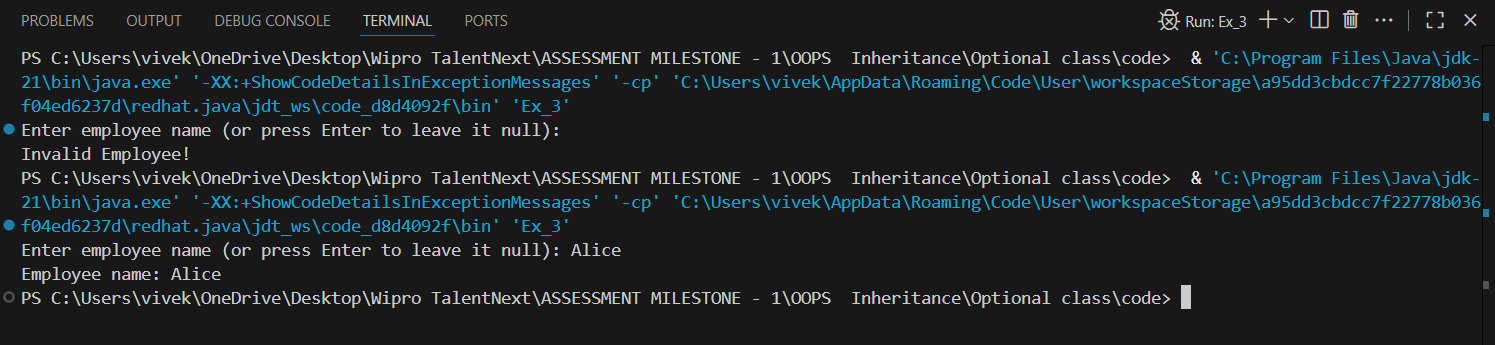 PROBLEMS OUTPUT DEBUG CONSOLE TERMINAL PORTS Run: Ex_3
PS C:\Users\vivek\OneDrive\Desktop\Wipro TalentNext\ASSESSMENT MILESTONE - 1\OOPS  Inheritance\Optional class\code>  & 'C:\Program Files\Java\jdk-
21\bin\java.exe' '-XX:+ShowCodeDetailsInExceptionMessages' '-cp' 'C:\Users\vivek\AppData\Roaming\Code\User\workspaceStorage\a95dd3cbdcc7f22778b036
f04ed6237d\redhat.java\jdt_ws\code_d8d4092f\bin' 'Ex_3'
Enter employee name (or press Enter to leave it null):
Invalid Employee!
PS C:\Users\vivek\OneDrive\Desktop\Wipro TalentNext\ASSESSMENT MILESTONE - 1\OOPS  Inheritance\Optional class\code>  & 'C:\Program Files\Java\jdk-
21\bin\java.exe' '-XX:+ShowCodeDetailsInExceptionMessages' '-cp' 'C:\Users\vivek\AppData\Roaming\Code\User\workspaceStorage\a95dd3cbdcc7f22778b036
f04ed6237d\redhat.java\jdt_ws\code_d8d4092f\bin' 'Ex_3'
Enter employee name (or press Enter to leave it null): Alice
Employee name: Alice
PS C:\Users\vivek\OneDrive\Desktop\Wipro TalentNext\ASSESSMENT MILESTONE - 1\OOPS  Inheritance\Optional class\code>